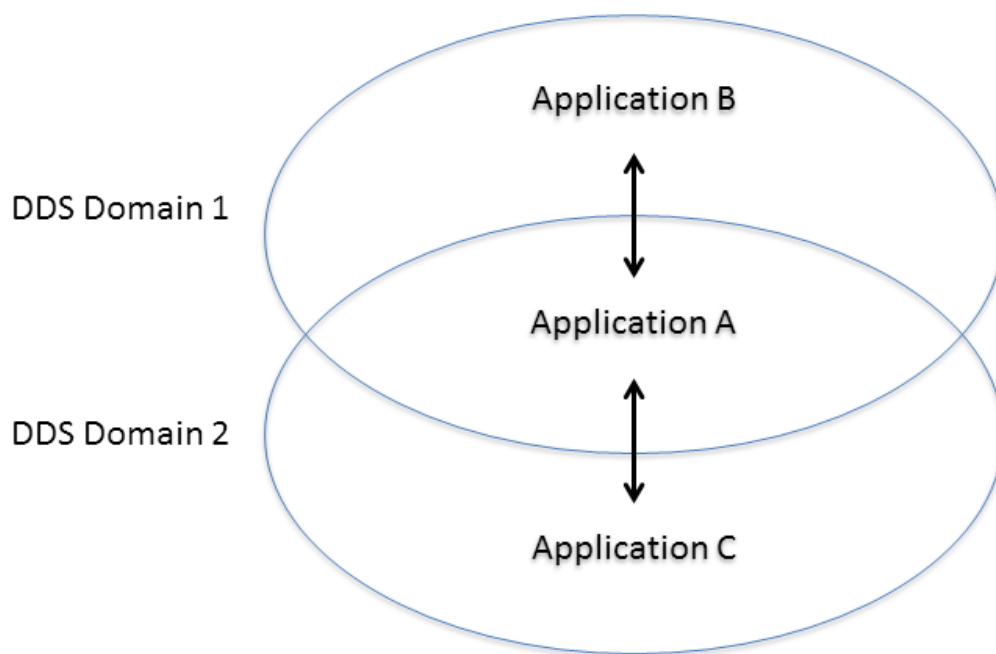 Application B
DDS Domain 1
Application A
DDS Domain 2
Application C